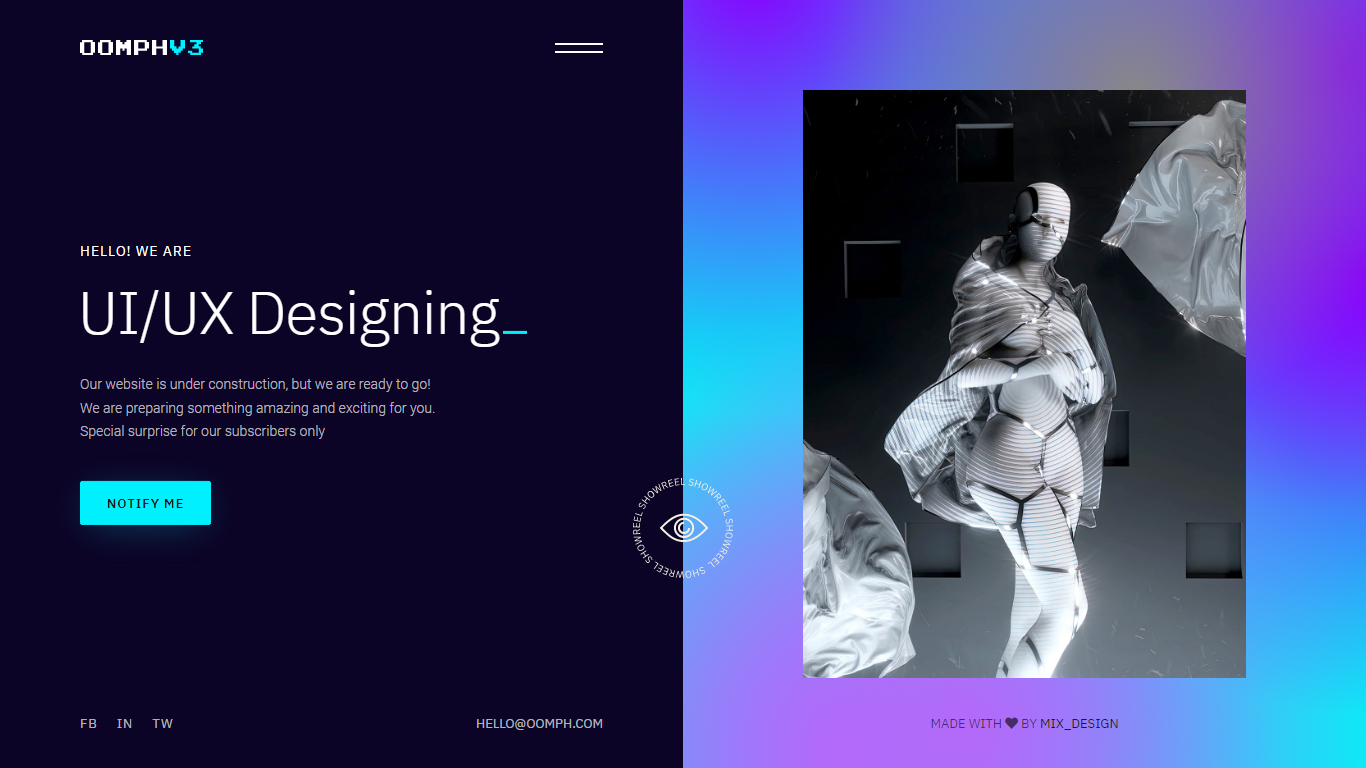 OOMPHV3
HELLO! WE ARE
UI/UX Designing_
Our website is under construction, but we are ready to go!
We are preparing something amazing and exciting for you.
Special surprise for our subscribers only
NOTIFY ME
SHOWREEL SHOWREEL SHOWREEL SHOWREEL SHOWREEL
FB IN TW
HELLO@OOMPH.COM
MADE WITH ♥ BY MIX_DESIGN